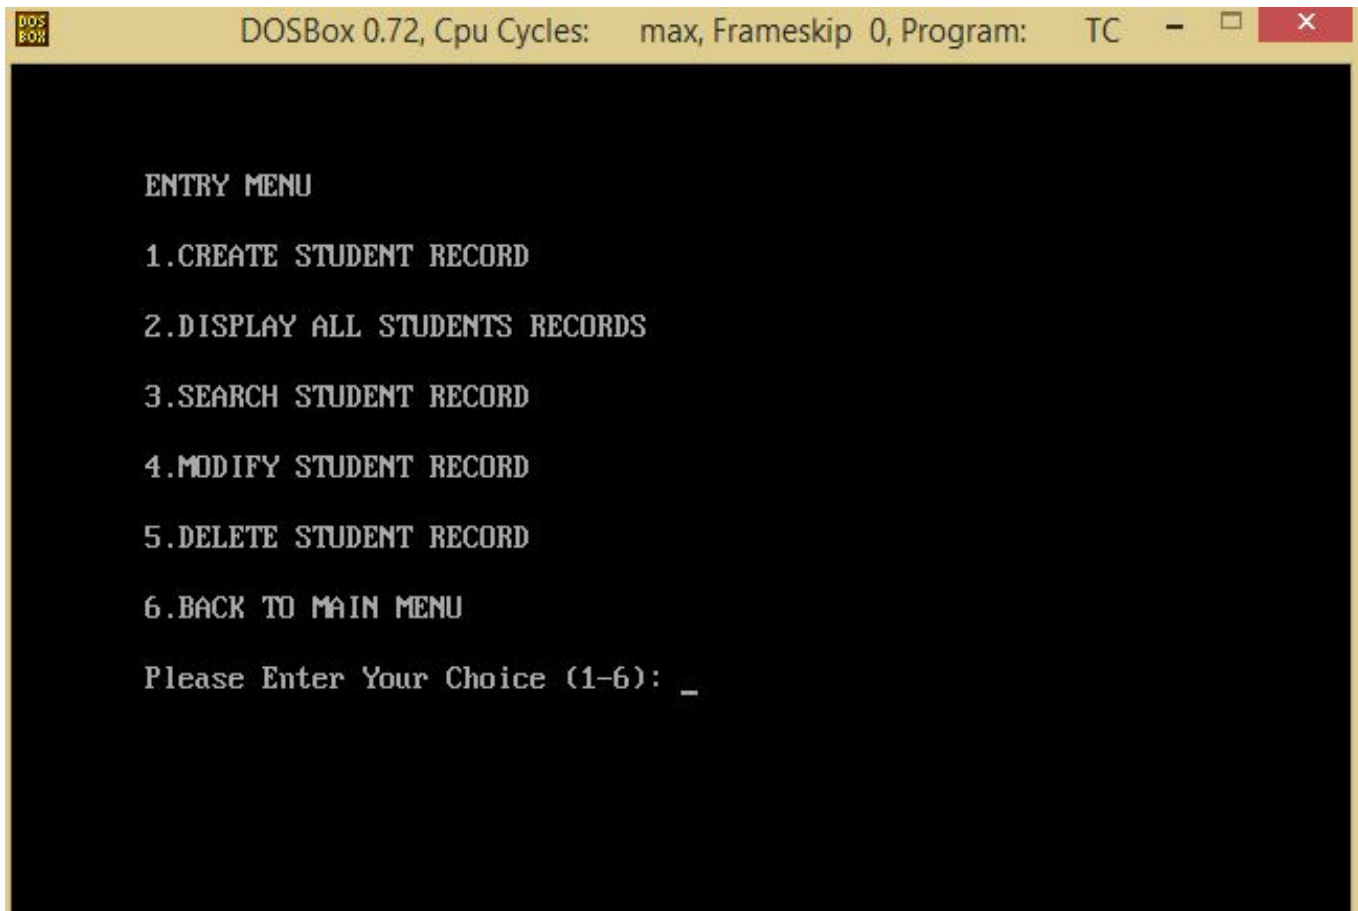 DOS
BOX
DOSBox 0.72, Cpu Cycles: max, Frameskip 0, Program: TC
ENTRY MENU
1.CREATE STUDENT RECORD
2.DISPLAY ALL STUDENTS RECORDS
3.SEARCH STUDENT RECORD
4.MODIFY STUDENT RECORD
5.DELETE STUDENT RECORD
6.BACK TO MAIN MENU
Please Enter Your Choice (1-6): _